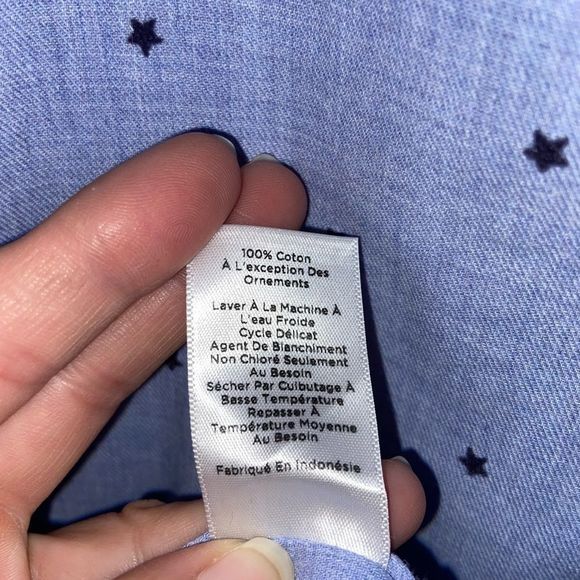 100% Coton
À L'exception Des
Ornements
Laver À La Machine À
L'eau Froide
Cycle Délicat
Agent De Blanchiment
Non Chloré Seulement
Au Besoin
Sécher Par Culbutage À
Basse Température
Repasser À
Température Moyenne
Au Besoin
Fabriqué En Indonésie